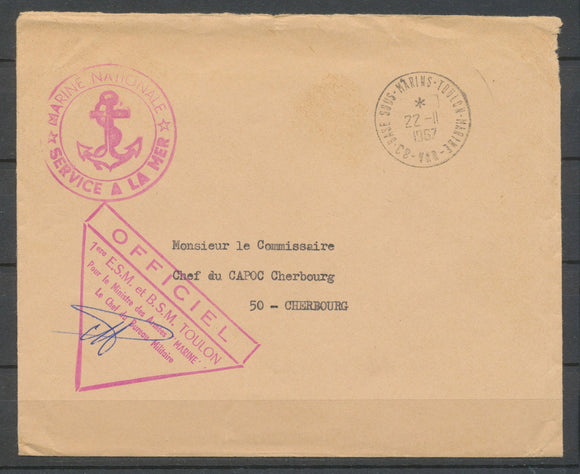 MARINE NATIONALE
SERVICE A LA MER
C8-BASE SOUS-MARINS-TOULON-MARINE-VAR-
22-11
1967
OFFICIEL
1ère E.S.M. et B.S.M. TOULON
Pour le Ministre des Armées "MARINE"
Le Chef du Bureau Militaire
Monsieur le Commissaire
Chef du CAPOC Cherbourg
50 - CHERBOURG